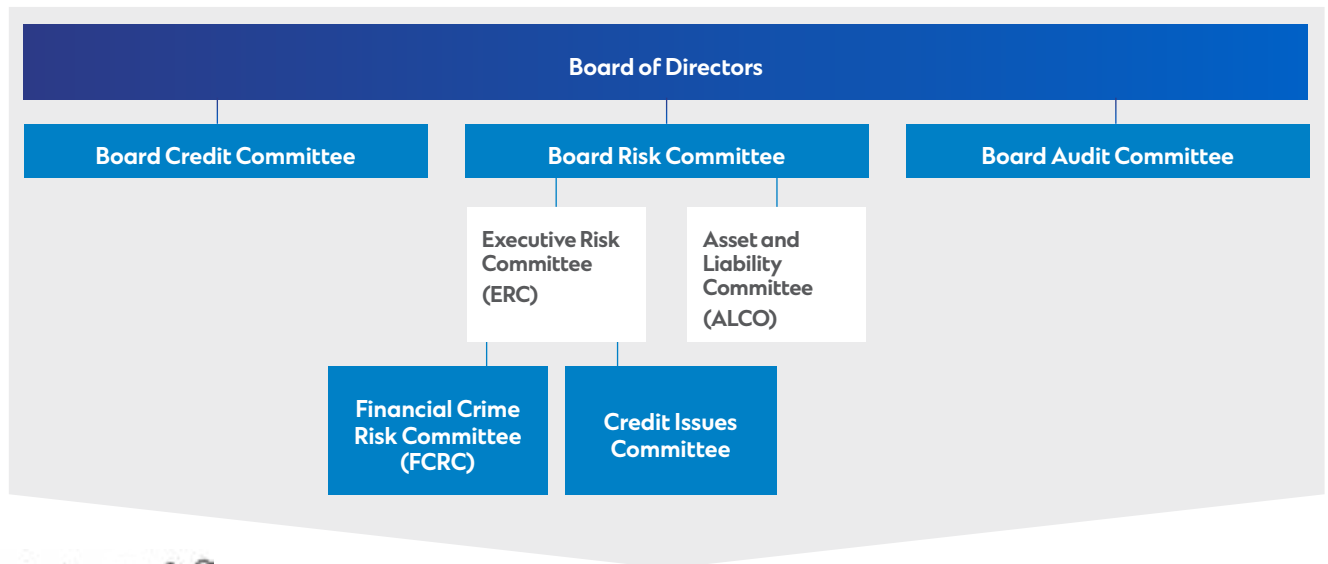 Board of Directors
Board Credit Committee
Board Risk Committee
Board Audit Committee
Executive Risk
Committee
(ERC)
Asset and
Liability
Committee
(ALCO)
Financial Crime
Risk Committee
(FCRC)
Credit Issues
Committee